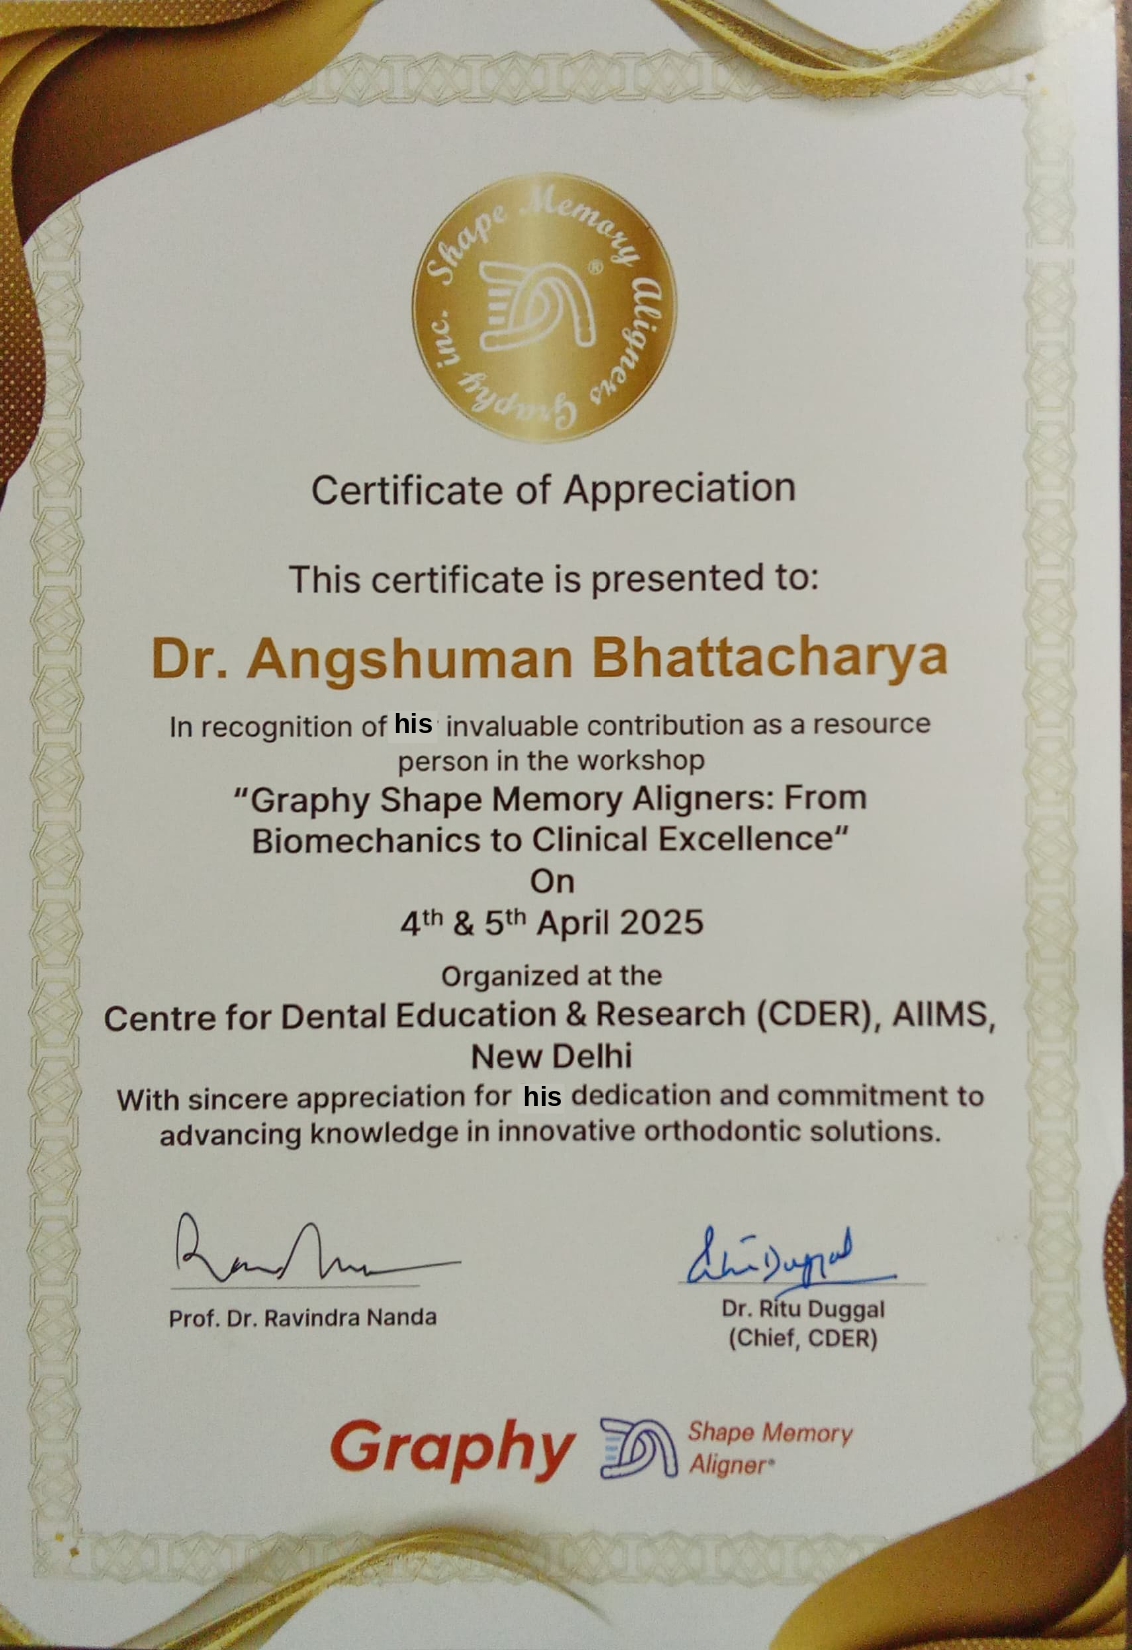 Shape Memory Aligners Graphy inc.
®
Certificate of Appreciation
This certificate is presented to:
Dr. Angshuman Bhattacharya
In recognition of his invaluable contribution as a resource
person in the workshop
“Graphy Shape Memory Aligners: From
Biomechanics to Clinical Excellence“
On
4th & 5th April 2025
Organized at the
Centre for Dental Education & Research (CDER), AIIMS,
New Delhi
With sincere appreciation for his dedication and commitment to
advancing knowledge in innovative orthodontic solutions.
Prof. Dr. Ravindra Nanda
Dr. Ritu Duggal
(Chief, CDER)
Graphy Shape Memory
Aligner®